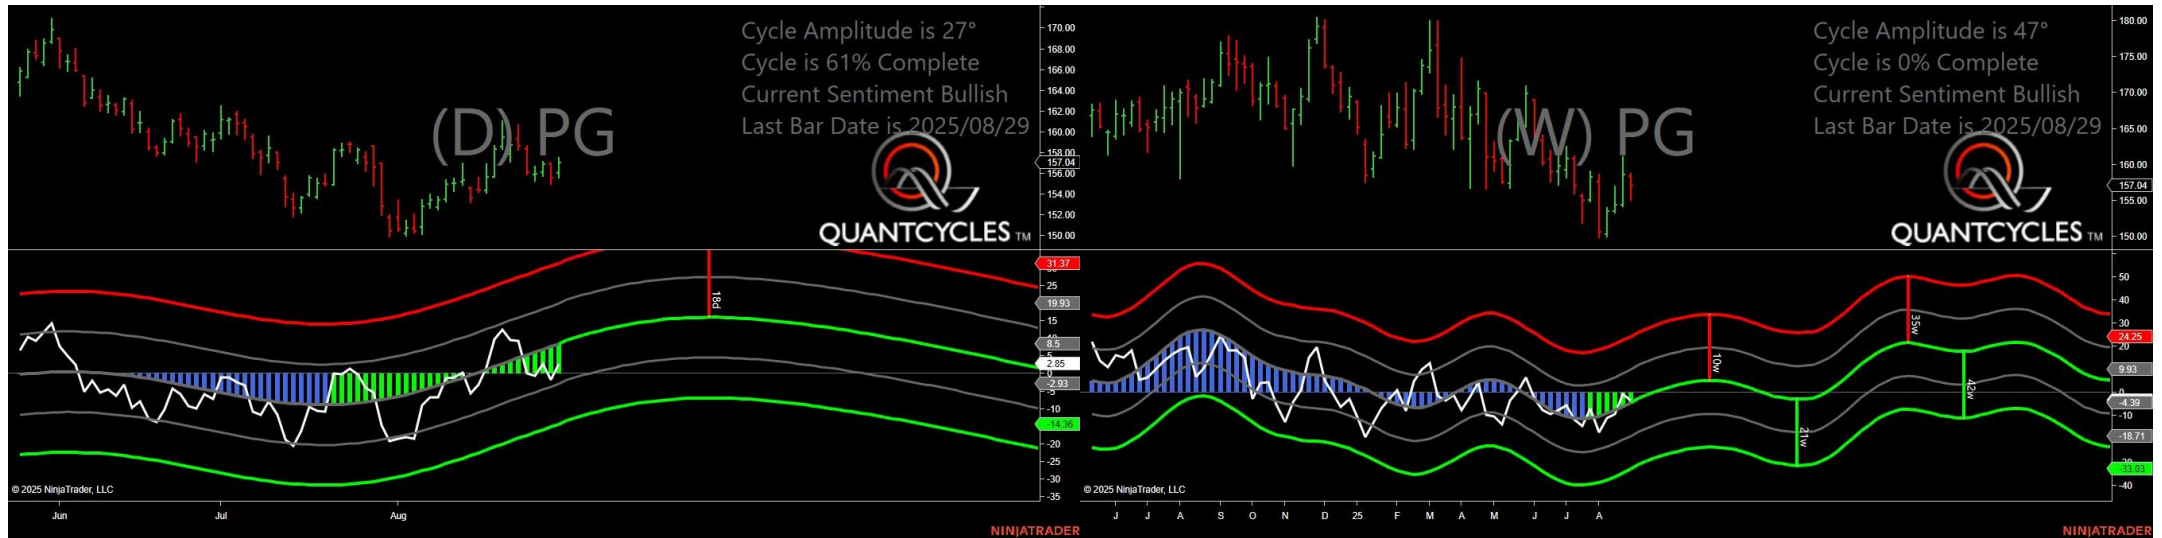 Cycle Amplitude is 27°
Cycle is 61% Complete
Current Sentiment Bullish
Last Bar Date is 2025/08/29
(D) PG
QUANTCYCLES TM
170.00
168.00
166.00
164.00
162.00
160.00
158.00
157.04
156.00
154.00
152.00
150.00
31.37
25
19.93
15
8.5
5
2.85
0
-2.93
-5
-10
-14.36
-20
-25
-30
-35
18d
© 2025 NinjaTrader, LLC
Jun Jul Aug
NINJATRADER
Cycle Amplitude is 47°
Cycle is 0% Complete
Current Sentiment Bullish
Last Bar Date is 2025/08/29
(W) PG
QUANTCYCLES TM
180.00
175.00
170.00
165.00
160.00
157.04
155.00
150.00
50
40
30
24.25
20
9.93
0
-4.39
-10
-18.71
-33.03
-40
10w
21w
35w
42w
© 2025 NinjaTrader, LLC
J J A S O N D 25 F M A M J J A
NINJATRADER